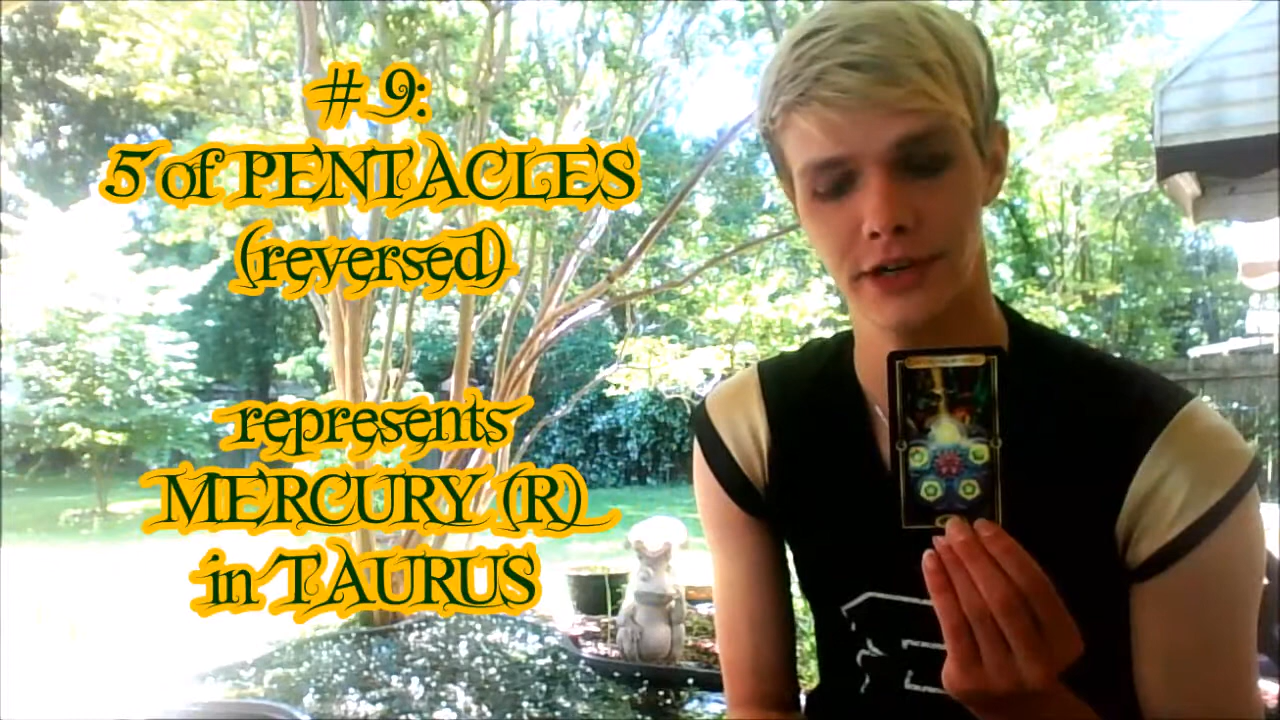 # 9:
5 of PENTACLES
(reversed)
represents
MERCURY (R)
in TAURUS